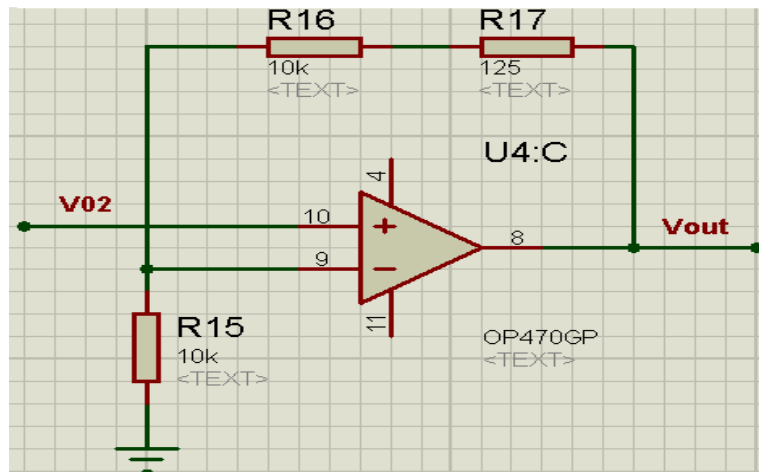 R16 R17
10k 125
<TEXT> <TEXT>
U4:C
4
V02 10 + 8 Vout
9 −
11
R15
10k
<TEXT>
OP470GP
<TEXT>